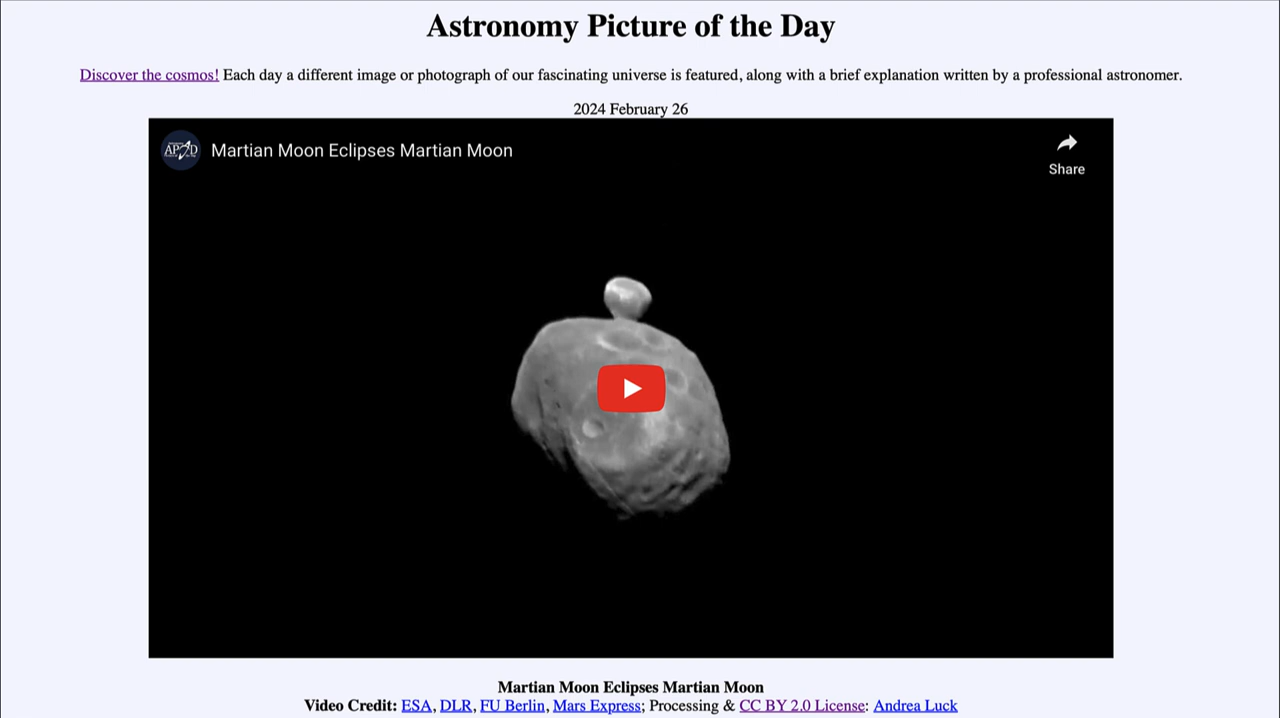 Astronomy Picture of the Day
Discover the cosmos! Each day a different image or photograph of our fascinating universe is featured, along with a brief explanation written by a professional astronomer.
2024 February 26
APOD Martian Moon Eclipses Martian Moon
Share
Martian Moon Eclipses Martian Moon
Video Credit: ESA, DLR, FU Berlin, Mars Express; Processing & CC BY 2.0 License: Andrea Luck